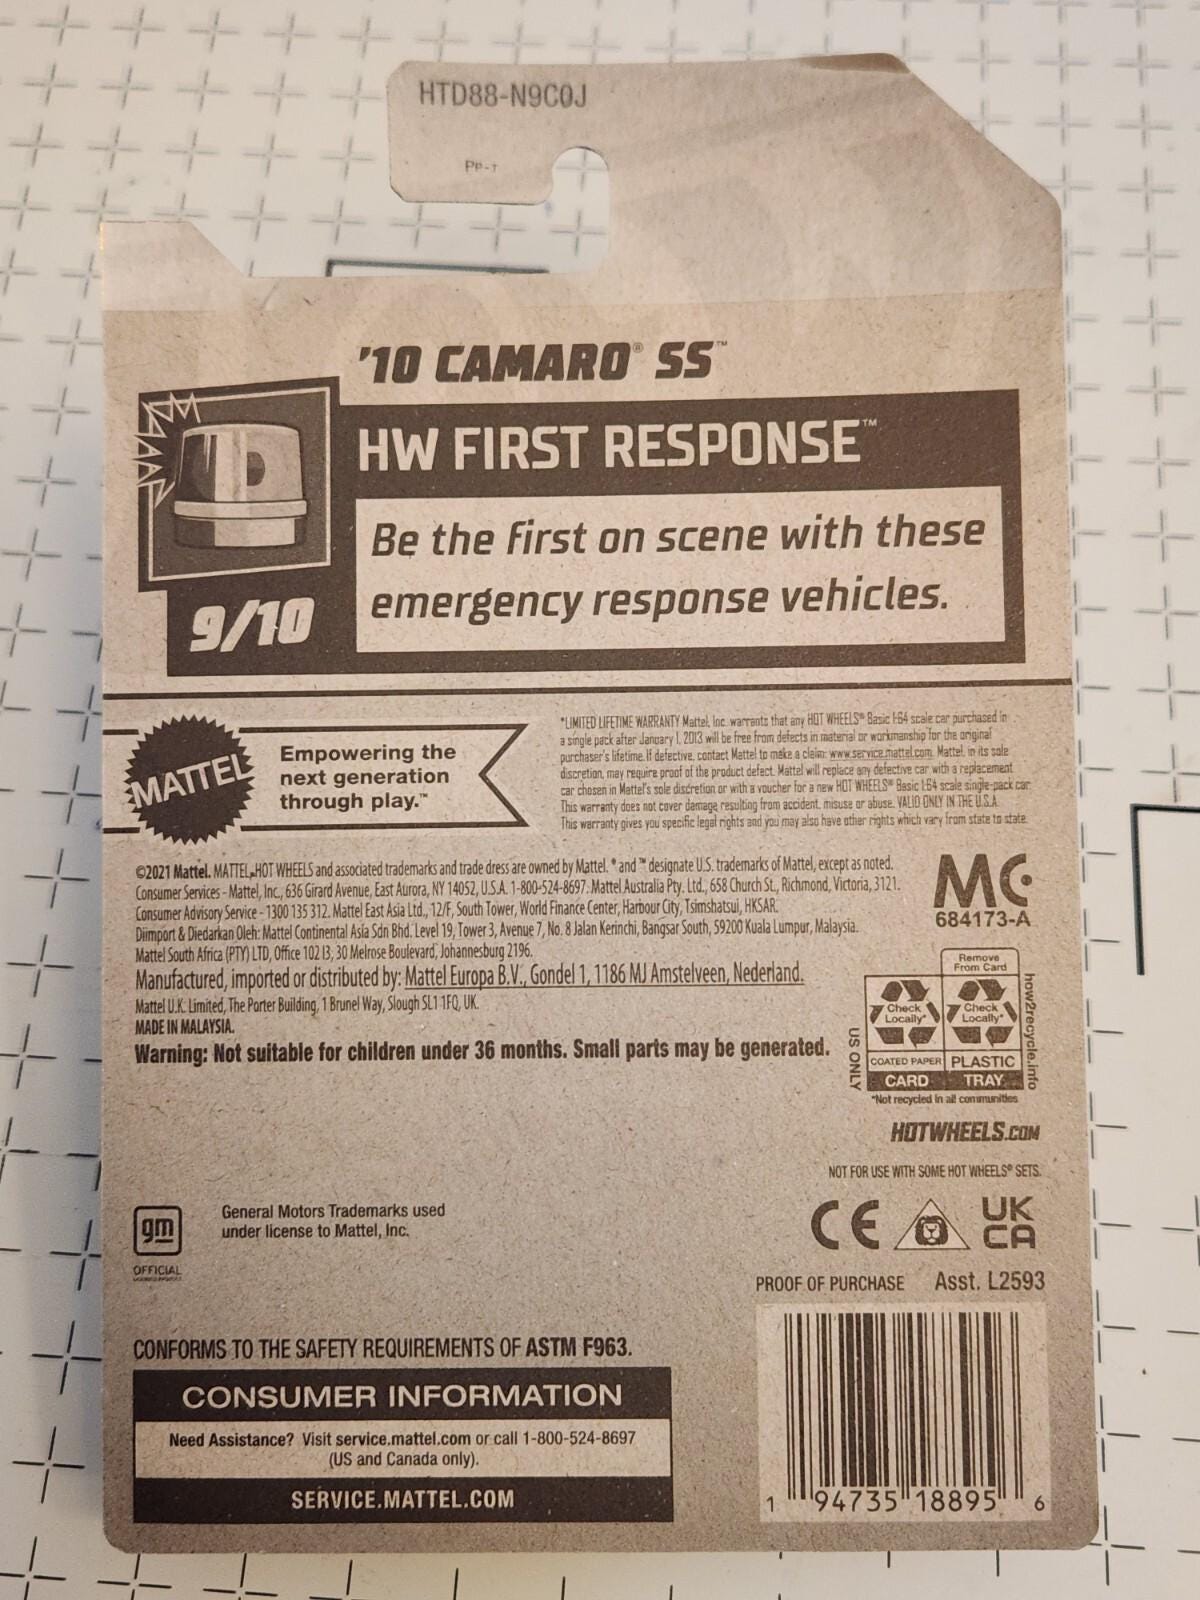 HTD88-N9C0J
PP-T
'10 CAMARO® SS™
HW FIRST RESPONSE™
Be the first on scene with these
emergency response vehicles.
9/10
MATTEL
Empowering the
next generation
through play.™
*LIMITED LIFETIME WARRANTY Mattel, Inc. warrants that any HOT WHEELS® Basic 1:64 scale car purchased in
a single pack after January 1, 2013 will be free from defects in material or workmanship for the original
purchaser's lifetime. If defective, contact Mattel to make a claim: www.service.mattel.com. Mattel, in its sole
discretion, may require proof of the product defect. Mattel will replace any defective car with a replacement
car chosen in Mattel's sole discretion or with a voucher for a new HOT WHEELS® Basic 1:64 scale single-pack car.
This warranty does not cover damage resulting from accident, misuse or abuse. VALID ONLY IN THE U.S.A.
This warranty gives you specific legal rights and you may also have other rights which vary from state to state.
©2021 Mattel. MATTEL, HOT WHEELS and associated trademarks and trade dress are owned by Mattel. ® and ™ designate U.S. trademarks of Mattel, except as noted.
Consumer Services - Mattel, Inc., 636 Girard Avenue, East Aurora, NY 14052, U.S.A. 1-800-524-8697. Mattel Australia Pty. Ltd., 658 Church St., Richmond, Victoria, 3121.
Consumer Advisory Service - 1300 135 312. Mattel East Asia Ltd., 12/F, South Tower, World Finance Center, Harbour City, Tsimshatsui, HKSAR.
Diimport & Diedarkan Oleh: Mattel Continental Asia Sdn Bhd. Level 19, Tower 3, Avenue 7, No. 8 Jalan Kerinchi, Bangsar South, 59200 Kuala Lumpur, Malaysia.
Mattel South Africa (PTY) LTD, Office 102 I3, 30 Melrose Boulevard, Johannesburg 2196.
Manufactured, imported or distributed by: Mattel Europa B.V., Gondel 1, 1186 MJ Amstelveen, Nederland.
Mattel U.K. Limited, The Porter Building, 1 Brunel Way, Slough SL1 1FQ, UK.
MADE IN MALAYSIA.
Warning: Not suitable for children under 36 months. Small parts may be generated.
MC
684173-A
Remove
From Card
Check
Locally*
Check
Locally*
COATED PAPER
PLASTIC
CARD
TRAY
US ONLY
how2recycle.info
*Not recycled in all communities
HOTWHEELS.COM
NOT FOR USE WITH SOME HOT WHEELS® SETS.
gm
OFFICIAL
General Motors Trademarks used
under license to Mattel, Inc.
CE
UK
CA
PROOF OF PURCHASE Asst. L2593
CONFORMS TO THE SAFETY REQUIREMENTS OF ASTM F963.
CONSUMER INFORMATION
Need Assistance? Visit service.mattel.com or call 1-800-524-8697
(US and Canada only).
SERVICE.MATTEL.COM
1 94735 18895 6